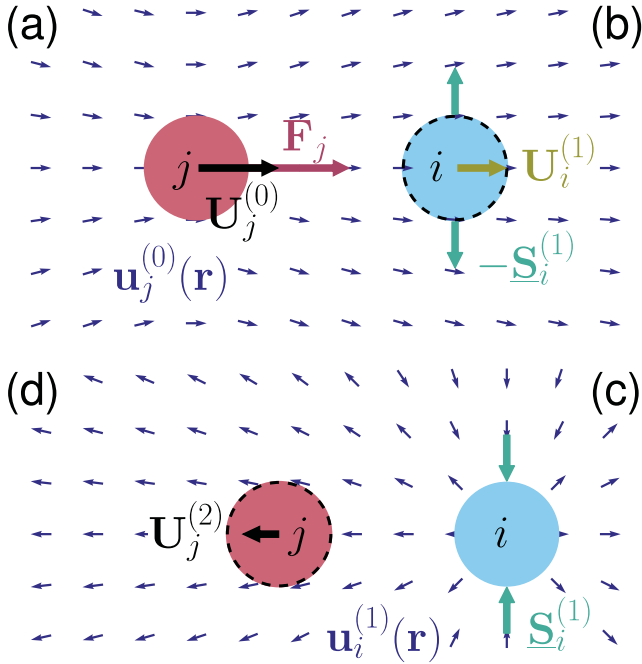 (a) (b)
j F_j i U_i^{(1)}
U_j^{(0)}
u_j^{(0)}(r) −S_i^{(1)}
(d) (c)
U_j^{(2)} j i
u_i^{(1)}(r) S_i^{(1)}